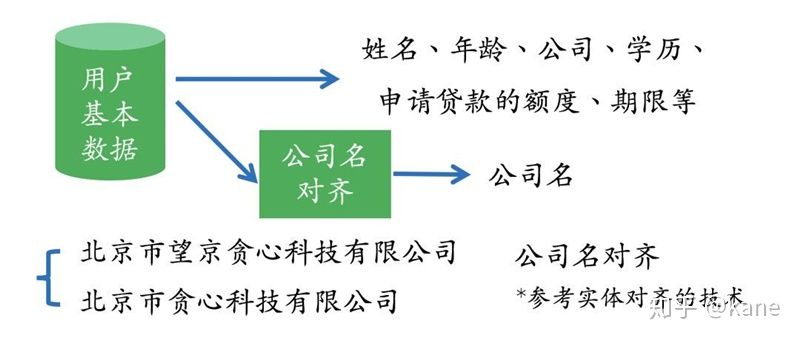 用户
基本
数据
姓名、年龄、公司、学历、
申请贷款的额度、期限等
公司名
对齐
公司名
北京市望京贪心科技有限公司
北京市贪心科技有限公司
公司名对齐
*参考实体对齐的技术
知乎 @kane